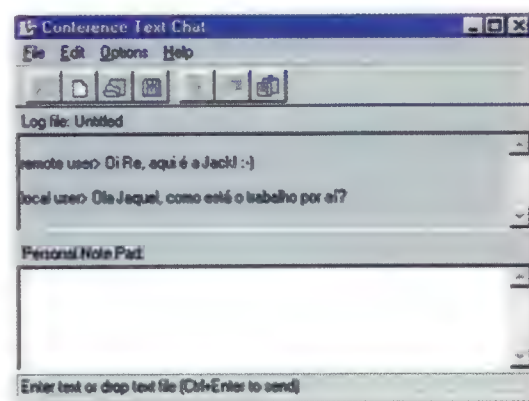 Conference Text Chat
File Edit Options Help
Log file: Untitled
remote user> Oi Re, aqui é a Jack! :-)
local user> Ola Jaquel, como está o trabalho por aí?
Personal Note Pad:
Enter text or drop text file (Ctrl+Enter to send)